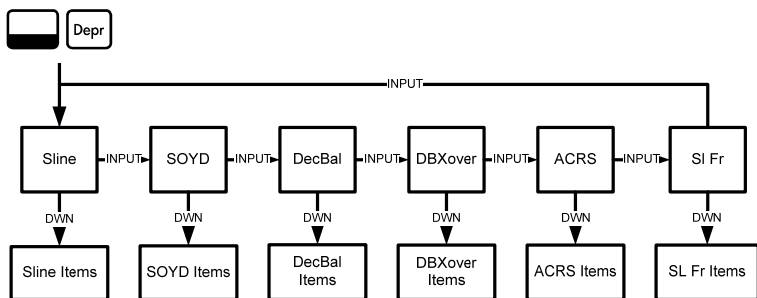 Depr
INPUT
Sline
INPUT
SOYD
INPUT
DecBal
INPUT
DBXover
INPUT
ACRS
INPUT
Sl Fr
DWN
DWN
DWN
DWN
DWN
DWN
Sline Items
SOYD Items
DecBal
Items
DBXover
Items
ACRS Items
SL Fr Items